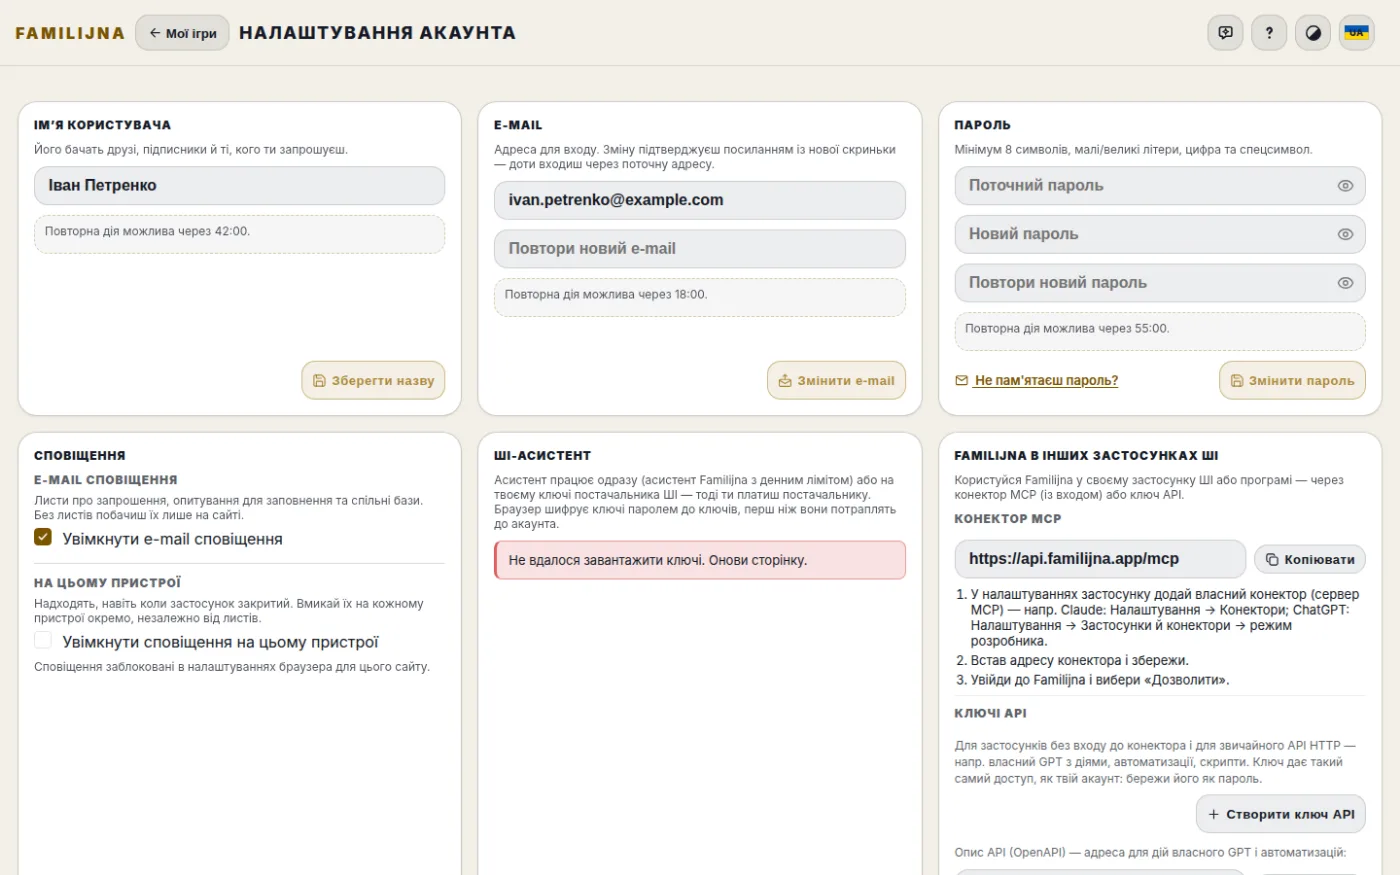 FAMILIJNA
← Мої ігри
НАЛАШТУВАННЯ АКАУНТА
?
UA
ІМ'Я КОРИСТУВАЧА
Його бачать друзі, підписники й ті, кого ти запрошуєш.
Іван Петренко
Повторна дія можлива через 42:00.
Зберегти назву
E-MAIL
Адреса для входу. Зміну підтверджуєш посиланням із нової скриньки
— доти входиш через поточну адресу.
ivan.petrenko@example.com
Повтори новий e-mail
Повторна дія можлива через 18:00.
Змінити e-mail
ПАРОЛЬ
Мінімум 8 символів, малі/великі літери, цифра та спецсимвол.
Поточний пароль
Новий пароль
Повтори новий пароль
Повторна дія можлива через 55:00.
Не пам'ятаєш пароль?
Змінити пароль
СПОВІЩЕННЯ
E-MAIL СПОВІЩЕННЯ
Листи про запрошення, опитування для заповнення та спільні бази.
Без листів побачиш їх лише на сайті.
Увімкнути e-mail сповіщення
НА ЦЬОМУ ПРИСТРОЇ
Надходять, навіть коли застосунок закритий. Вмикай їх на кожному
пристрої окремо, незалежно від листів.
Увімкнути сповіщення на цьому пристрої
Сповіщення заблоковані в налаштуваннях браузера для цього сайту.
ШІ-АСИСТЕНТ
Асистент працює одразу (асистент Familijna з денним лімітом) або на
твоєму ключі постачальника ШІ — тоді ти платиш постачальнику.
Браузер шифрує ключі паролем до ключів, перш ніж вони потраплять
до акаунта.
Не вдалося завантажити ключі. Онови сторінку.
FAMILIJNA В ІНШИХ ЗАСТОСУНКАХ ШІ
Користуйся Familijna у своєму застосунку ШІ або програмі — через
конектор MCP (із входом) або ключ API.
КОНЕКТОР MCP
https://api.familijna.app/mcp
Копіювати
1. У налаштуваннях застосунку додай власний конектор (сервер
MCP) — напр. Claude: Налаштування → Конектори; ChatGPT:
Налаштування → Застосунки й конектори → режим
розробника.
2. Встав адресу конектора і збережи.
3. Увійди до Familijna і вибери «Дозволити».
КЛЮЧІ API
Для застосунків без входу до конектора і для звичайного API HTTP —
напр. власний GPT з діями, автоматизації, скрипти. Ключ дає такий
самий доступ, як твій акаунт: бережи його як пароль.
+ Створити ключ API
Опис API (OpenAPI) — адреса для дій власного GPT і автоматизацій: